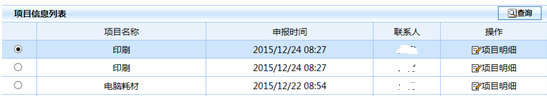 项目信息列表 查询
项目名称 申报时间 联系人 操作
印刷 2015/12/24 08:27 项目明细
印刷 2015/12/24 08:27 项目明细
电脑耗材 2015/12/22 08:54 项目明细